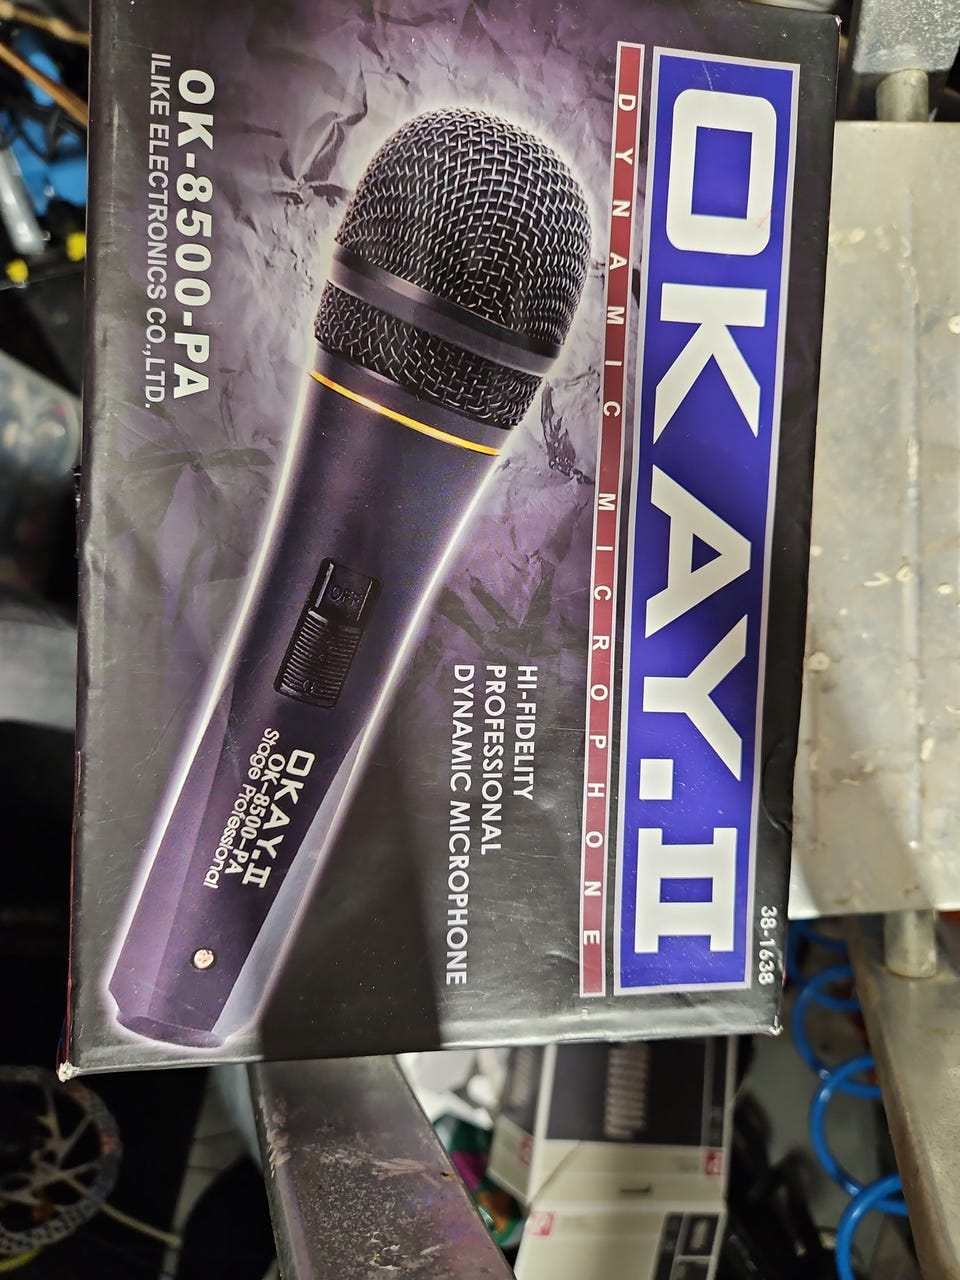 38-1638
OKAY.II
DYNAMIC MICROPHONE
HI-FIDELITY
PROFESSIONAL
DYNAMIC MICROPHONE
OFF
OKAY.II
OK-8500-PA
Stage Professional
OK-8500-PA
ILIKE ELECTRONICS CO.,LTD.